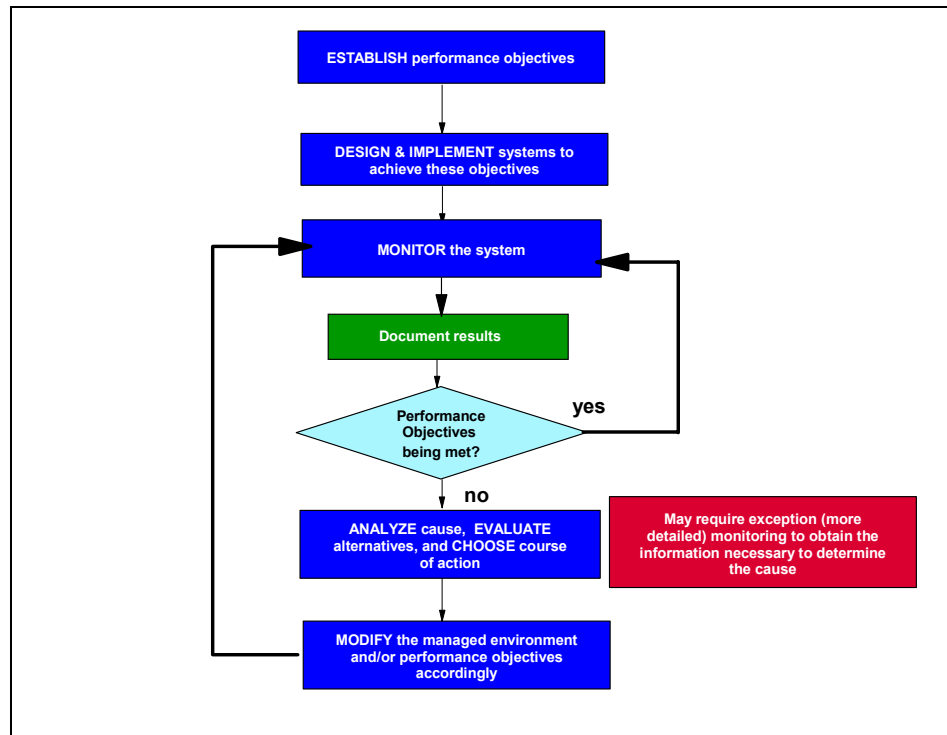 ESTABLISH performance objectives
DESIGN & IMPLEMENT systems to
achieve these objectives
MONITOR the system
Document results
Performance
Objectives
being met?
yes
no
ANALYZE cause, EVALUATE
alternatives, and CHOOSE course
of action
May require exception (more
detailed) monitoring to obtain the
information necessary to determine
the cause
MODIFY the managed environment
and/or performance objectives
accordingly